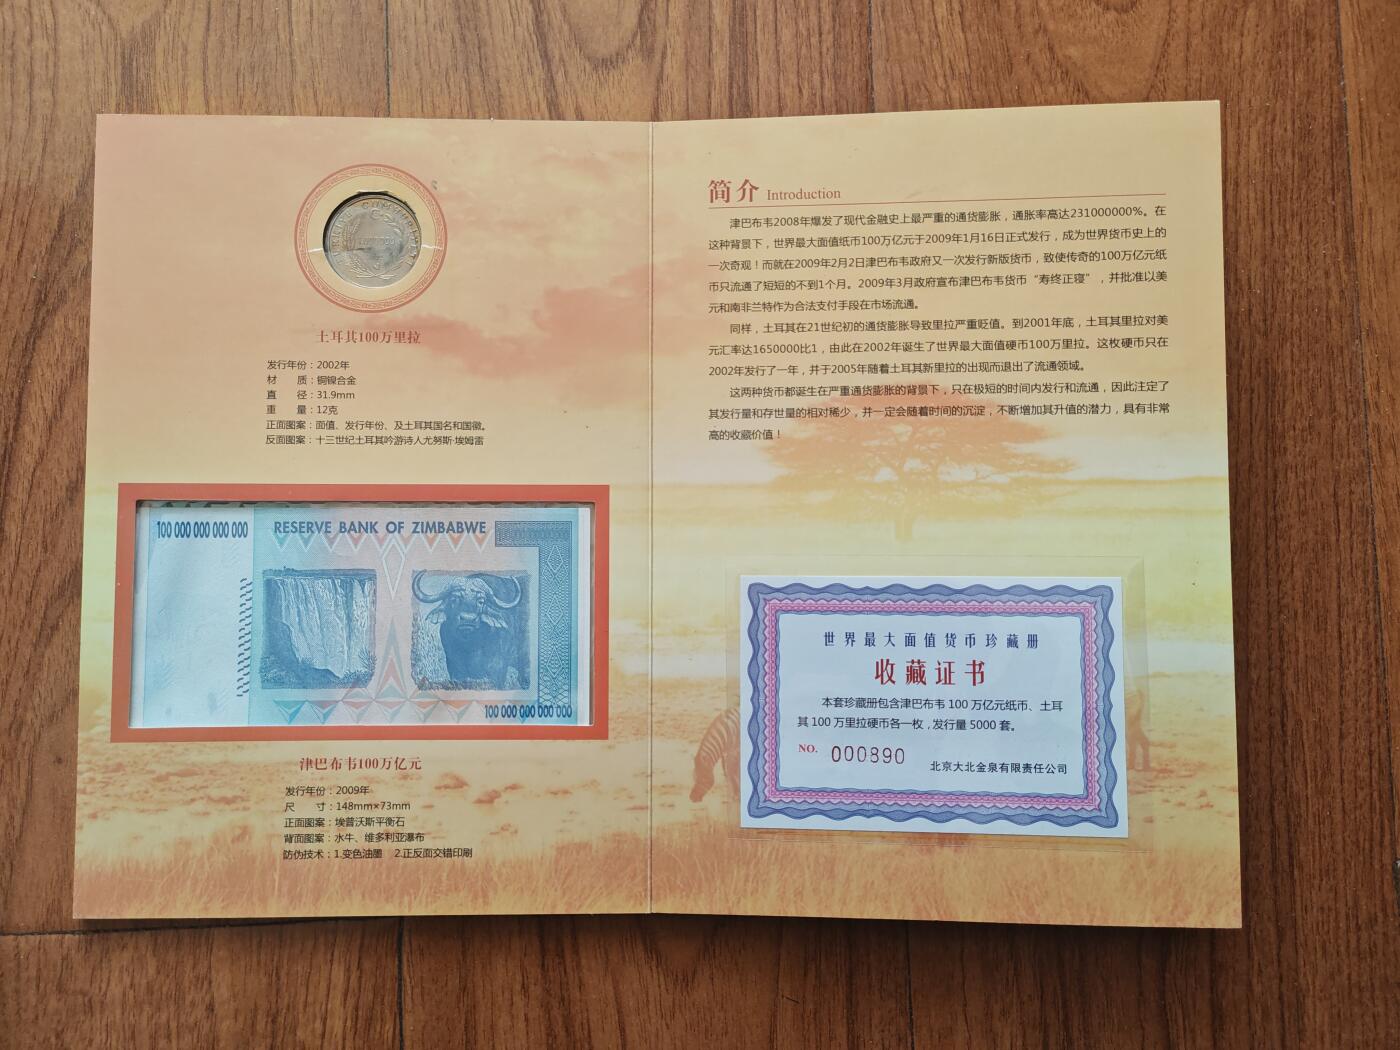 土耳其100万里拉
发行年份：2002年
材　　质：铜镍合金
直　　径：31.9mm
重　　量：12克
正面图案：面值、发行年份、及土耳其国名和国徽。
反面图案：十三世纪土耳其吟游诗人尤努斯·埃姆雷
100 000 000 000 000
RESERVE BANK OF ZIMBABWE
100 000 000 000 000
津巴布韦100万亿元
发行年份：2009年
尺　　寸：148mm×73mm
正面图案：埃普沃斯平衡石
背面图案：水牛、维多利亚瀑布
防伪技术：1.变色油墨　2.正反面交错印刷
简介 Introduction
津巴布韦2008年爆发了现代金融史上最严重的通货膨胀，通胀率高达231000000%。在
这种背景下，世界最大面值纸币100万亿元于2009年1月16日正式发行，成为世界货币史上的
一次奇观！而就在2009年2月2日津巴布韦政府又一次发行新版货币，致使传奇的100万亿元纸
币只流通了短短的不到1个月。2009年3月政府宣布津巴布韦货币“寿终正寝”，并批准以美
元和南非兰特作为合法支付手段在市场流通。
同样，土耳其在21世纪初的通货膨胀导致里拉严重贬值。到2001年底，土耳其里拉对美
元汇率达1650000比1，由此在2002年诞生了世界最大面值硬币100万里拉。这枚硬币只在
2002年发行了一年，并于2005年随着土耳其新里拉的出现而退出了流通领域。
这两种货币都诞生在严重通货膨胀的背景下，只在极短的时间内发行和流通，因此注定了
其发行量和存世量的相对稀少，并一定会随着时间的沉淀，不断增加其升值的潜力，具有非常
高的收藏价值！
世界最大面值货币珍藏册
收藏证书
本套珍藏册包含津巴布韦 100 万亿元纸币、土耳
其 100 万里拉硬币各一枚，发行量 5000 套。
NO. 000890
北京大北金泉有限责任公司